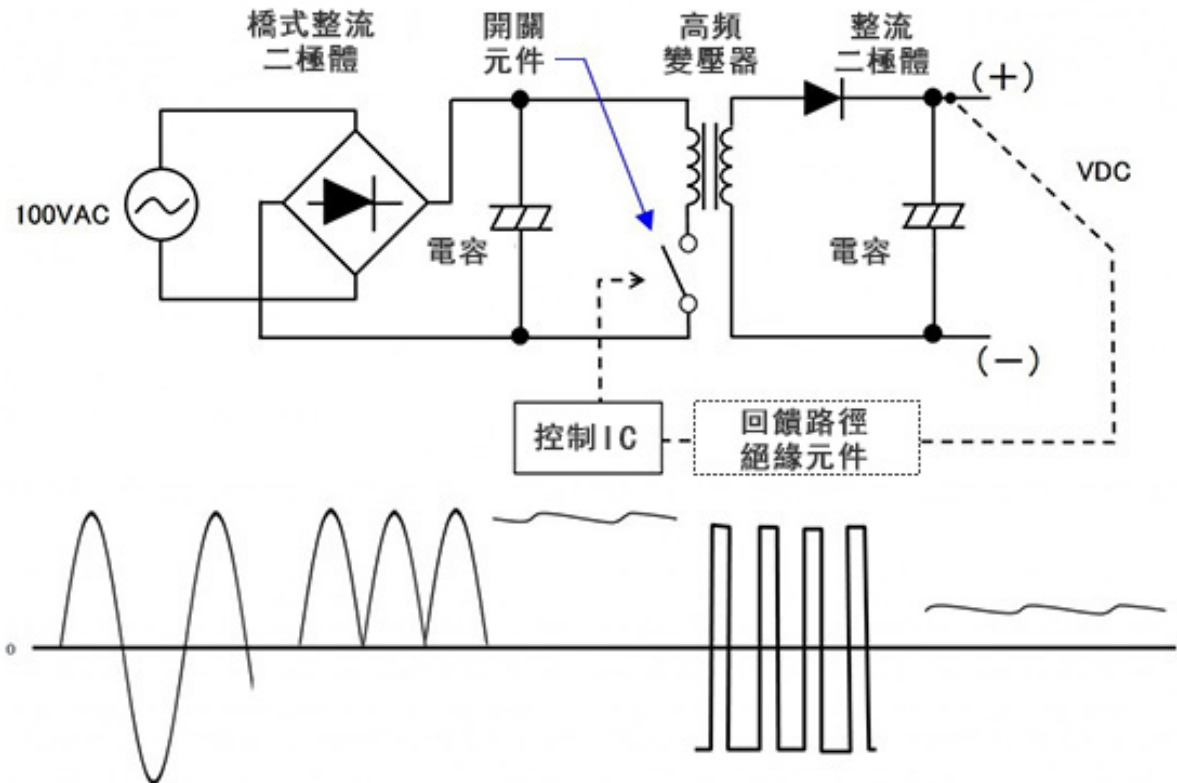 橋式整流
二極體
開關
元件
高頻
變壓器
整流
二極體
(+)
VDC
100VAC
電容
電容
(-)
控制IC
回饋路徑
絕緣元件
0